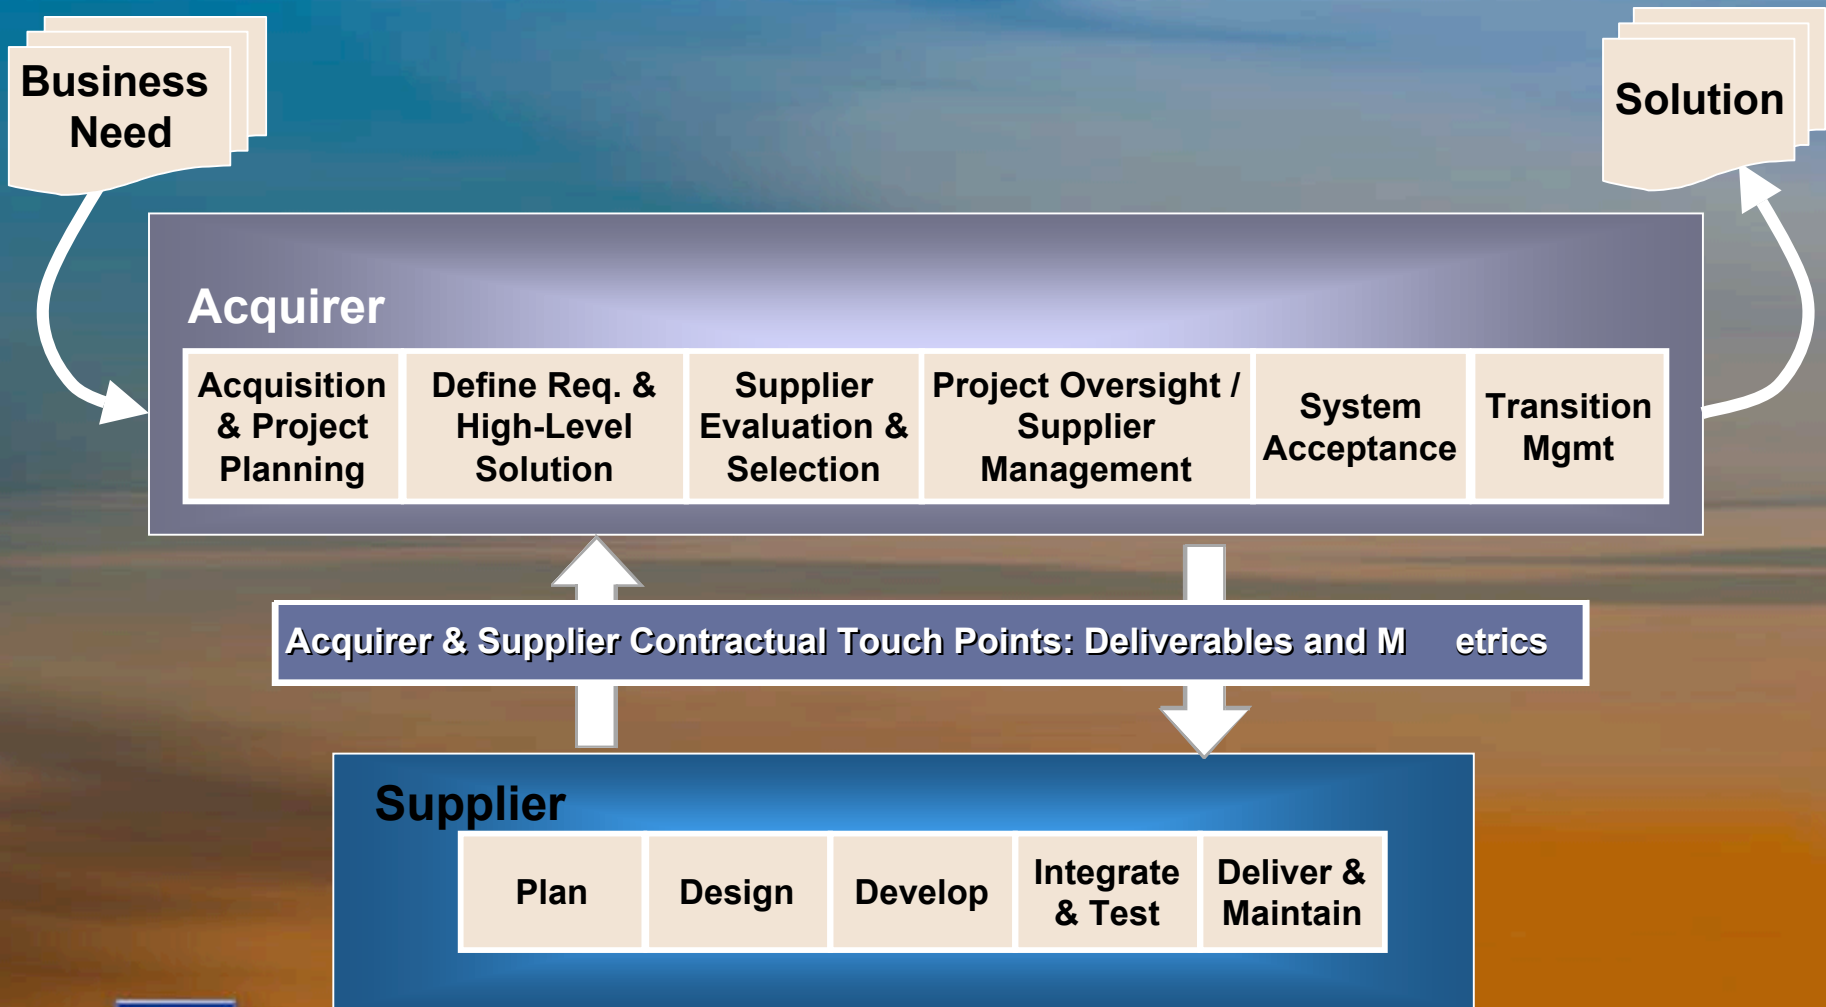 Business
Need
Solution
Acquirer
Acquisition
& Project
Planning
Define Req. &
High-Level
Solution
Supplier
Evaluation &
Selection
Project Oversight /
Supplier
Management
System
Acceptance
Transition
Mgmt
Acquirer & Supplier Contractual Touch Points: Deliverables and M etrics
Supplier
Plan
Design
Develop
Integrate
& Test
Deliver &
Maintain